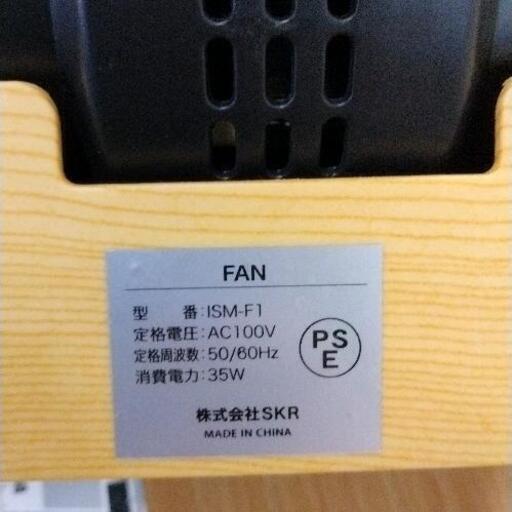 FAN
型　番:ISM-F1
定格電圧:AC100V
定格周波数:50/60Hz
消費電力:35W
PS
E
株式会社SKR
MADE IN CHINA